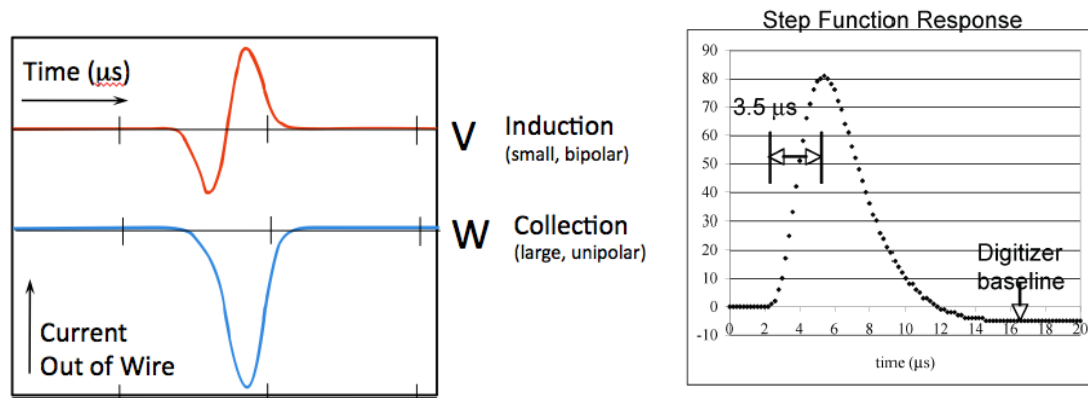 Time (µs)
V
Induction
(small, bipolar)
W
Collection
(large, unipolar)
Current
Out of Wire
Step Function Response
90
80
70
60
50
40
30
20
10
0
-10
3.5 µs
Digitizer
baseline
0 2 4 6 8 10 12 14 16 18 20
time (µs)